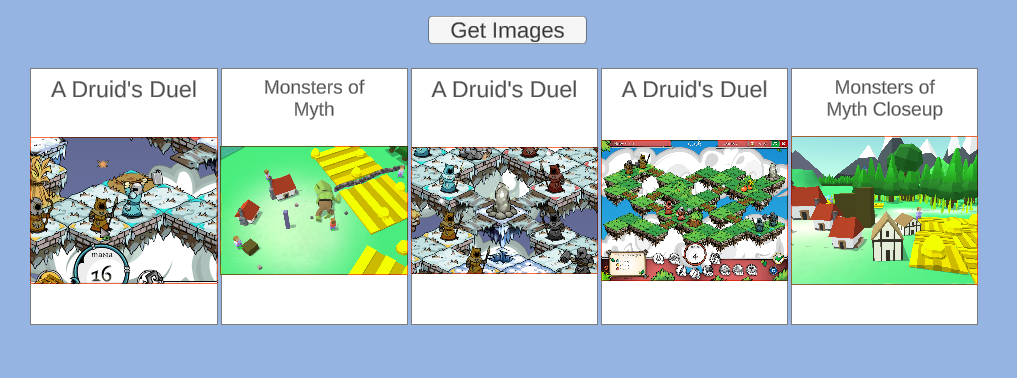 Get Images
A Druid's Duel
Monsters of
Myth
A Druid's Duel
A Druid's Duel
Monsters of
Myth Closeup
mana
16
4